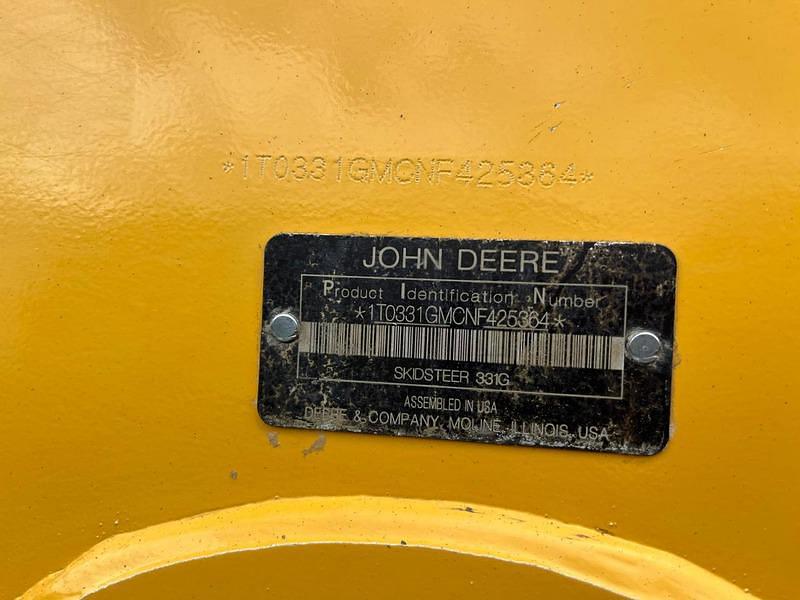 *1T0331GMCNF425364*
JOHN DEERE
Product Identification Number
*1T0331GMCNF425364*
SKIDSTEER 331G
ASSEMBLED IN USA
DEERE & COMPANY MOLINE, ILLINOIS USA